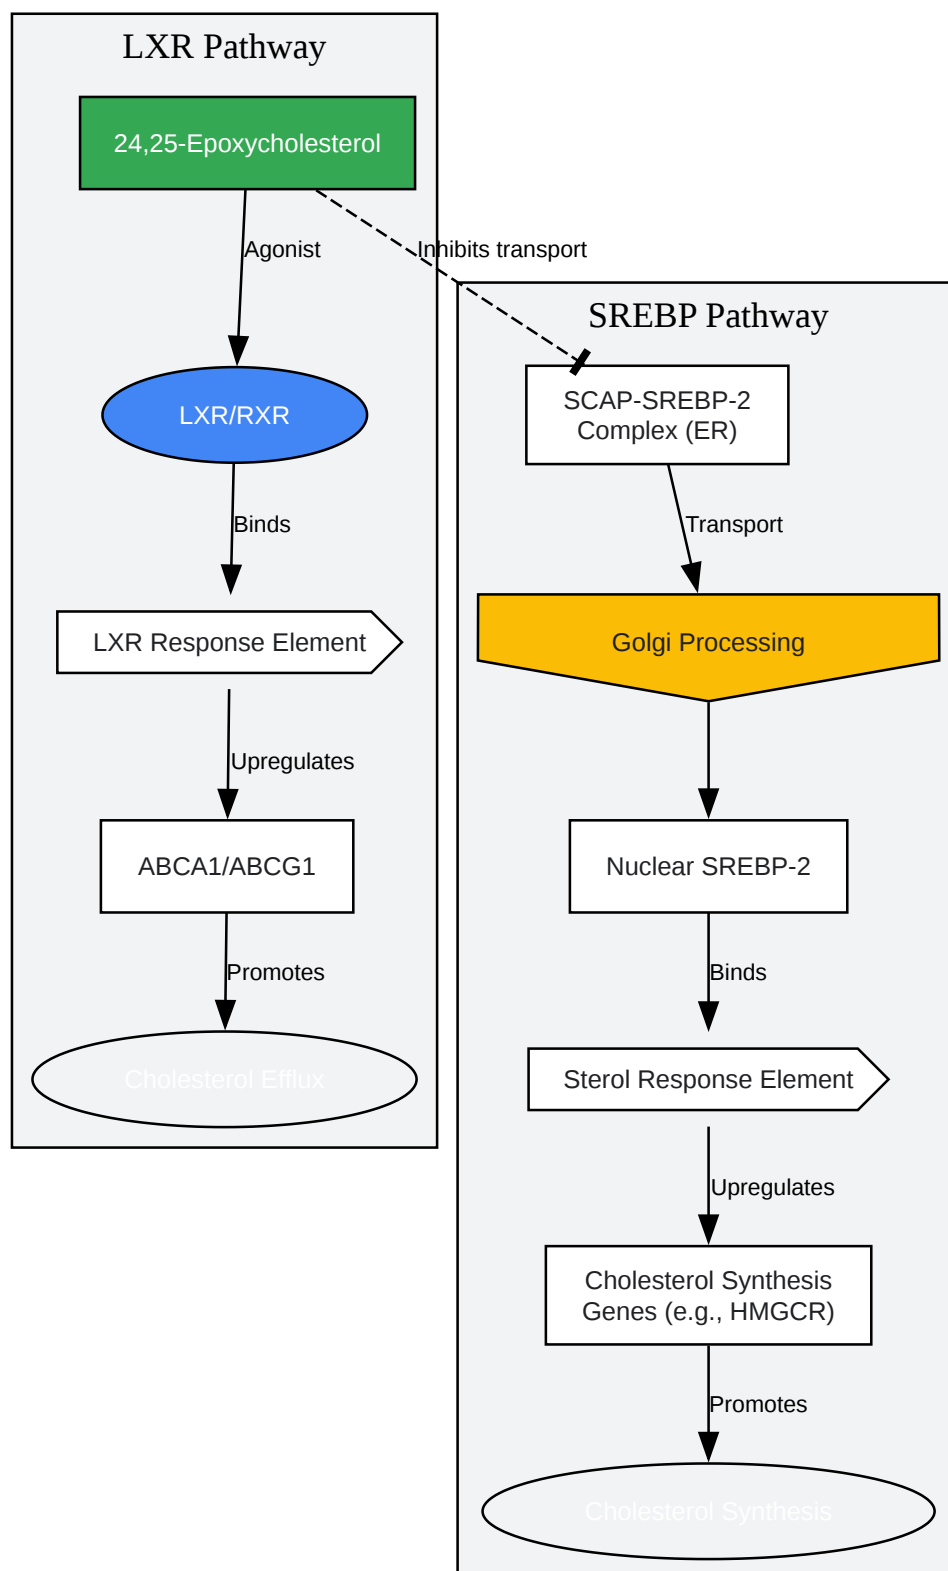 LXR Pathway
24,25-Epoxycholesterol
Agonist
Inhibits transport
LXR/RXR
Binds
LXR Response Element
Upregulates
ABCA1/ABCG1
Promotes
Cholesterol Efflux
SREBP Pathway
SCAP-SREBP-2
Complex (ER)
Transport
Golgi Processing
Nuclear SREBP-2
Binds
Sterol Response Element
Upregulates
Cholesterol Synthesis
Genes (e.g., HMGCR)
Promotes
Cholesterol Synthesis